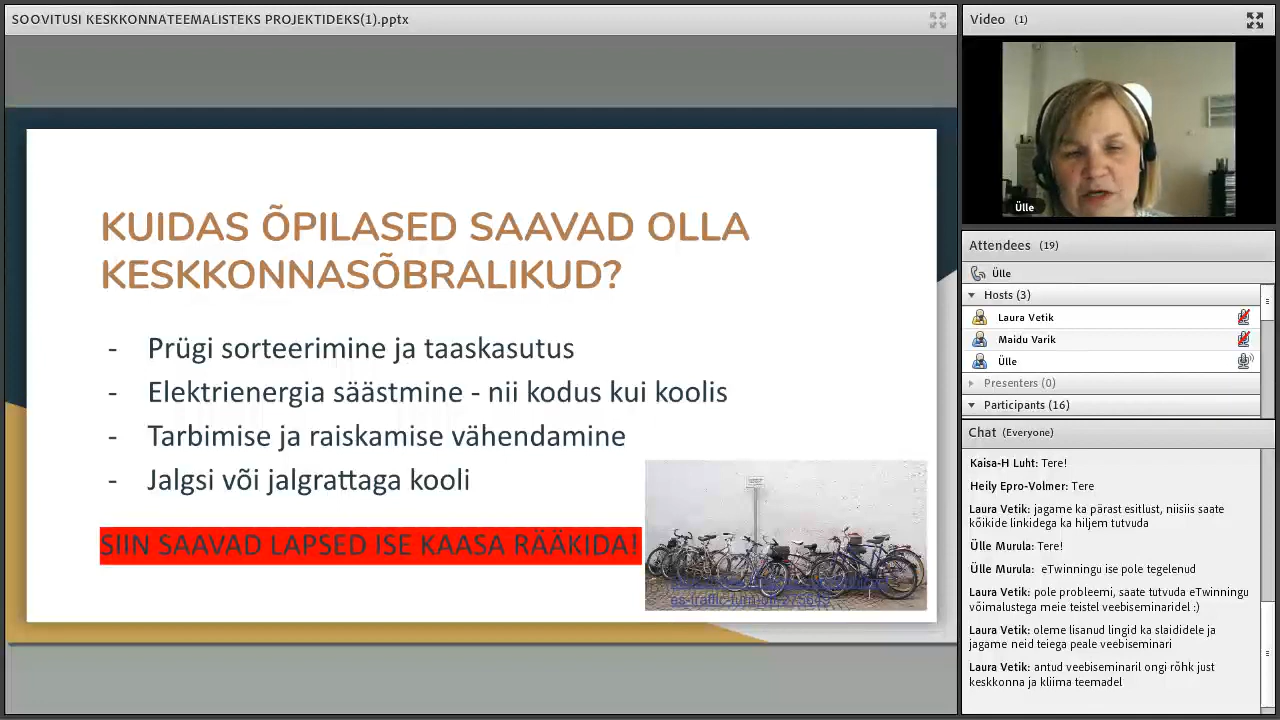 SOOVITUSI KESKKONNATEEMALISTEKS PROJEKTIDEKS(1).pptx
KUIDAS ÕPILASED SAAVAD OLLA
KESKKONNASÕBRALIKUD?
- Prügi sorteerimine ja taaskasutus
- Elektrienergia säästmine - nii kodus kui koolis
- Tarbimise ja raiskamise vähendamine
- Jalgsi või jalgrattaga kooli
SIIN SAAVAD LAPSED ISE KAASA RÄÄKIDA!
Video (1)
Ülle
Attendees (19)
Ülle
Hosts (3)
Laura Vetik
Maidu Varik
Ülle
Presenters (0)
Participants (16)
Chat (Everyone)
Kaisa-H Luht: Tere!
Heily Epro-Volmer: Tere
Laura Vetik: jagame ka pärast esitlust, niisiis saate
kõikide linkidega ka hiljem tutvuda
Ülle Murula: Tere!
Ülle Murula: eTwinningu ise pole tegelenud
Laura Vetik: pole probleemi, saate tutvuda eTwinningu
võimalustega meie teistel veebiseminaridel :)
Laura Vetik: oleme lisanud lingid ka slaididele ja
jagame neid teiega peale veebiseminari
Laura Vetik: antud veebiseminaril ongi rõhk just
keskkonna ja kliima teemadel